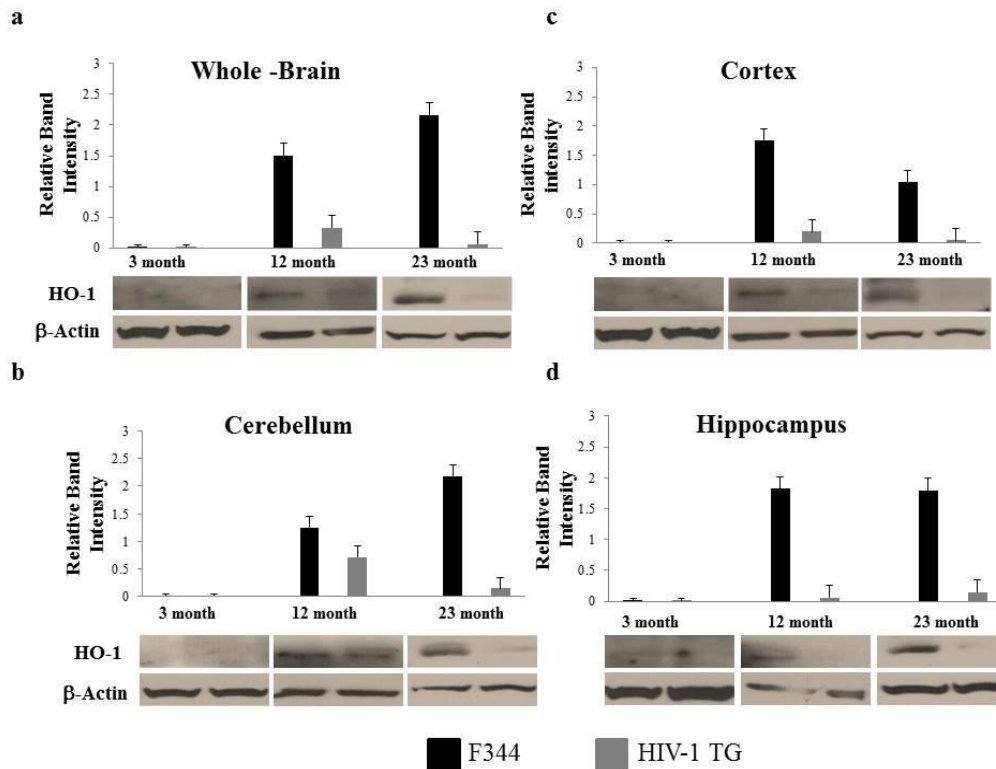 a
Whole -Brain
Relative Band
Intensity
3
2.5
2
1.5
1
0.5
0
3 month
12 month
23 month
HO-1
β-Actin
b
Cerebellum
Relative Band
Intensity
3
2.5
2
1.5
1
0.5
0
3 month
12 month
23 month
HO-1
β-Actin
c
Cortex
Relative Band
intensity
3
2.5
2
1.5
1
0.5
0
3 month
12 month
23 month
d
Hippocampus
Relative Band
Intensity
3
2.5
2
1.5
1
0.5
0
3 month
12 month
23 month
F344
HIV-1 TG